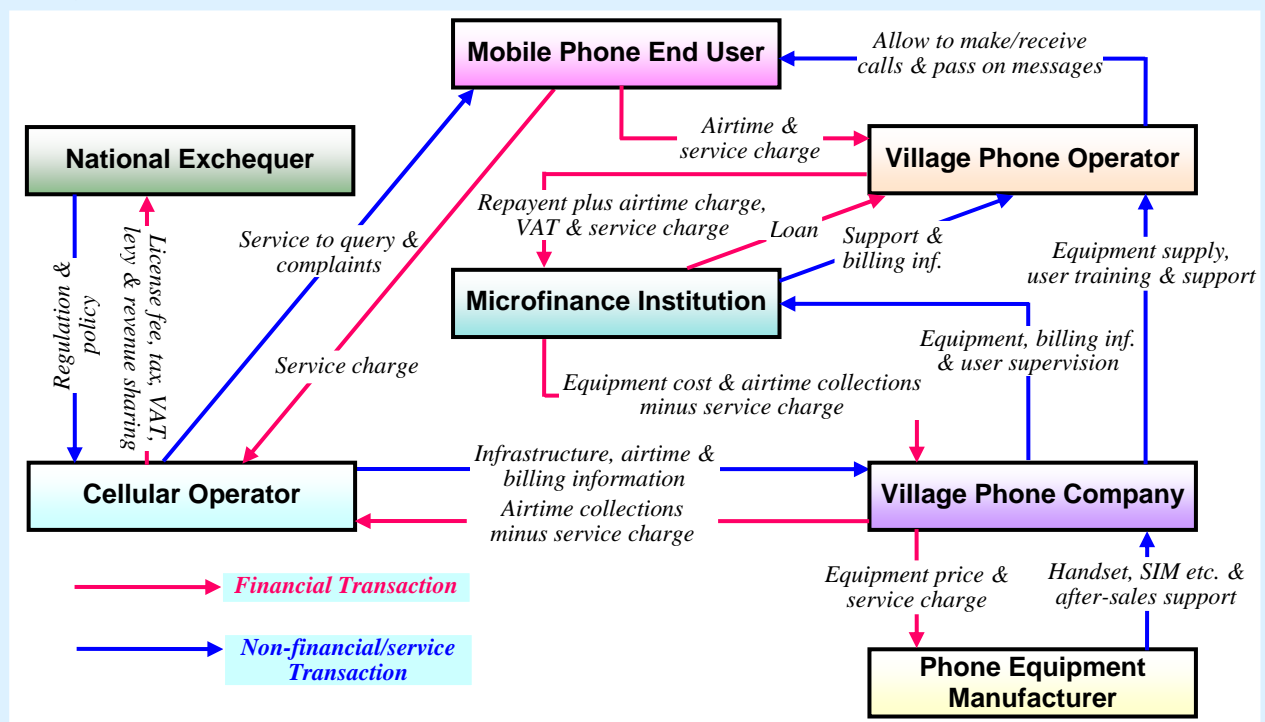 Mobile Phone End User
Allow to make/receive
calls & pass on messages
National Exchequer
Airtime &
service charge
Village Phone Operator
Repayent plus airtime charge,
VAT & service charge
Loan
Support &
billing inf.
Equipment supply,
user training & support
Service to query &
complaints
Regulation &
policy
License fee, tax, VAT,
levy & revenue sharing
Microfinance Institution
Service charge
Equipment, billing inf.
& user supervision
Equipment cost & airtime collections
minus service charge
Cellular Operator
Infrastructure, airtime &
billing information
Airtime collections
minus service charge
Village Phone Company
Financial Transaction
Equipment price &
service charge
Handset, SIM etc. &
after-sales support
Non-financial/service
Transaction
Phone Equipment
Manufacturer